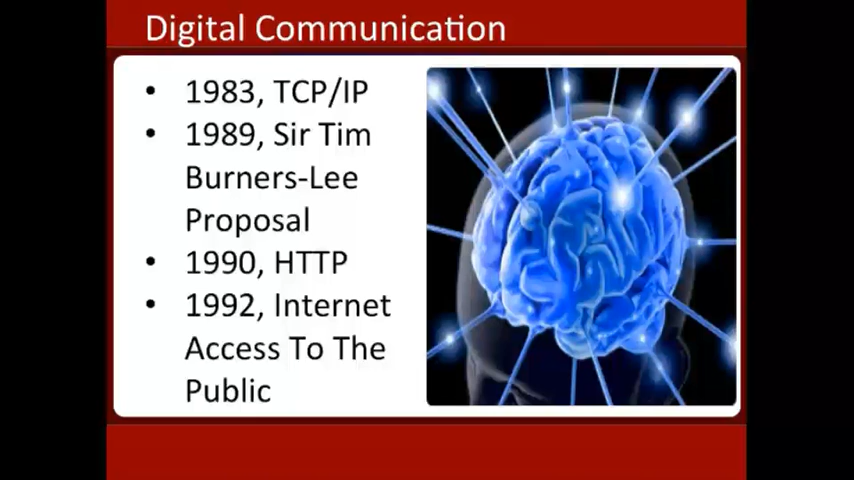 Digital Communication
• 1983, TCP/IP
• 1989, Sir Tim
Burners-Lee
Proposal
• 1990, HTTP
• 1992, Internet
Access To The
Public